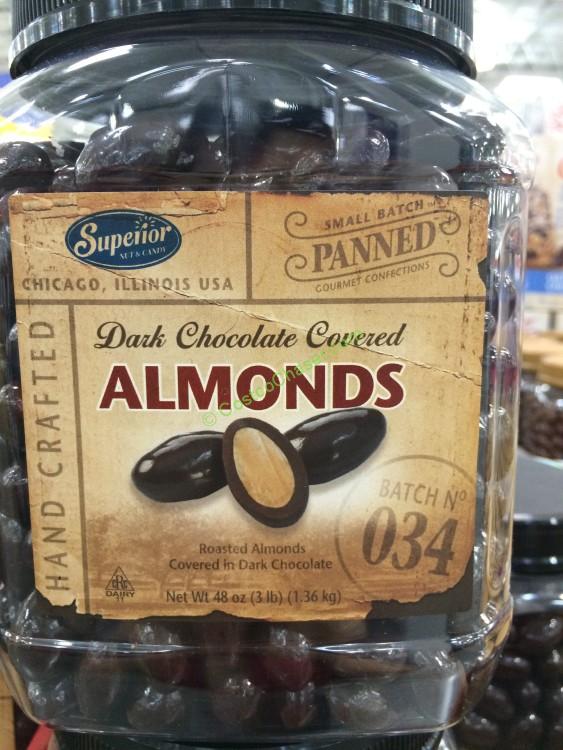 Superior
NUT & CANDY
CHICAGO, ILLINOIS USA
SMALL BATCH
PANNED
GOURMET CONFECTIONS
HAND CRAFTED
Dark Chocolate Covered
ALMONDS
© CostcoChaser.com
BATCH Nº
034
Roasted Almonds
Covered in Dark Chocolate
DAIRY
Net Wt 48 oz (3 lb) (1.36 kg)